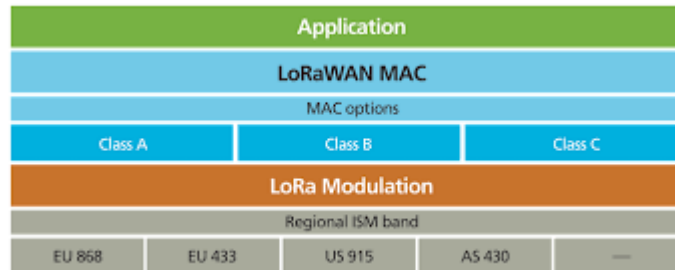 Application
LoRaWAN MAC
MAC options
Class A Class B Class C
LoRa Modulation
Regional ISM band
EU 868 EU 433 US 915 AS 430 —